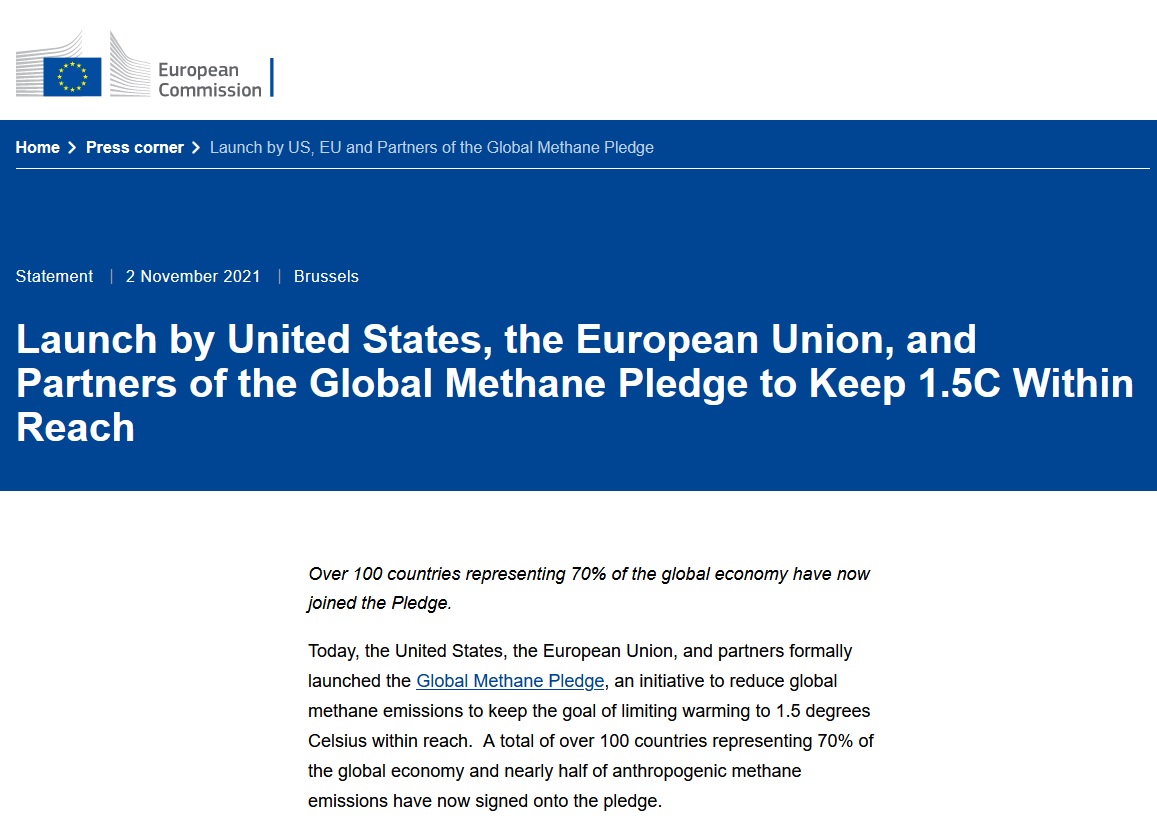 European
Commission
Home > Press corner > Launch by US, EU and Partners of the Global Methane Pledge
Statement | 2 November 2021 | Brussels
Launch by United States, the European Union, and
Partners of the Global Methane Pledge to Keep 1.5C Within
Reach
Over 100 countries representing 70% of the global economy have now
joined the Pledge.
Today, the United States, the European Union, and partners formally
launched the Global Methane Pledge, an initiative to reduce global
methane emissions to keep the goal of limiting warming to 1.5 degrees
Celsius within reach.  A total of over 100 countries representing 70% of
the global economy and nearly half of anthropogenic methane
emissions have now signed onto the pledge.